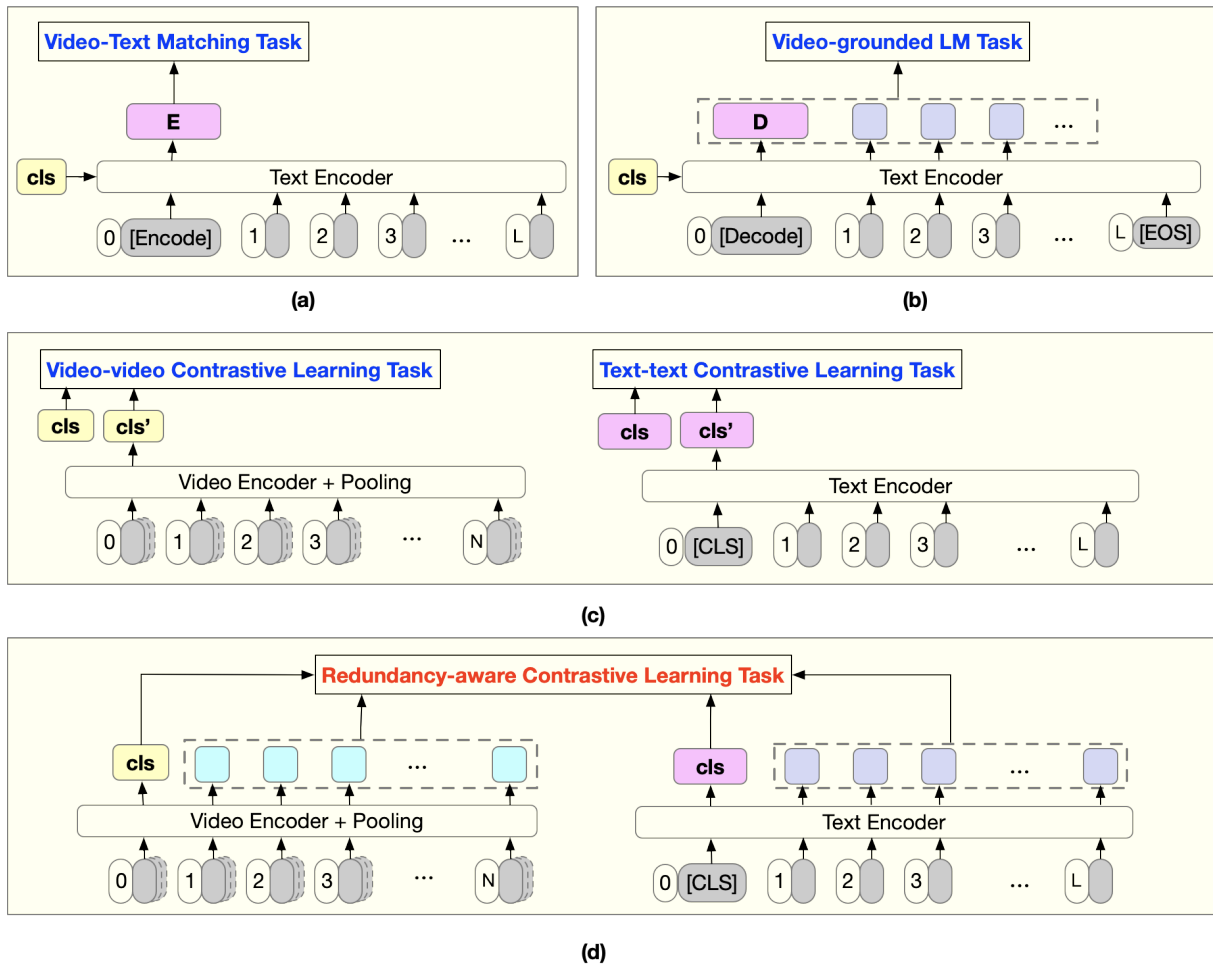 Video-Text Matching Task
E
cls
Text Encoder
0 [Encode] 1 2 3 ... L
(a)
Video-grounded LM Task
D ...
cls
Text Encoder
0 [Decode] 1 2 3 ... L [EOS]
(b)
Video-video Contrastive Learning Task
cls cls’
Video Encoder + Pooling
0 1 2 3 ... N
Text-text Contrastive Learning Task
cls cls’
Text Encoder
0 [CLS] 1 2 3 ... L
(c)
Redundancy-aware Contrastive Learning Task
cls ...
Video Encoder + Pooling
0 1 2 3 ... N
cls ...
Text Encoder
0 [CLS] 1 2 3 ... L
(d)